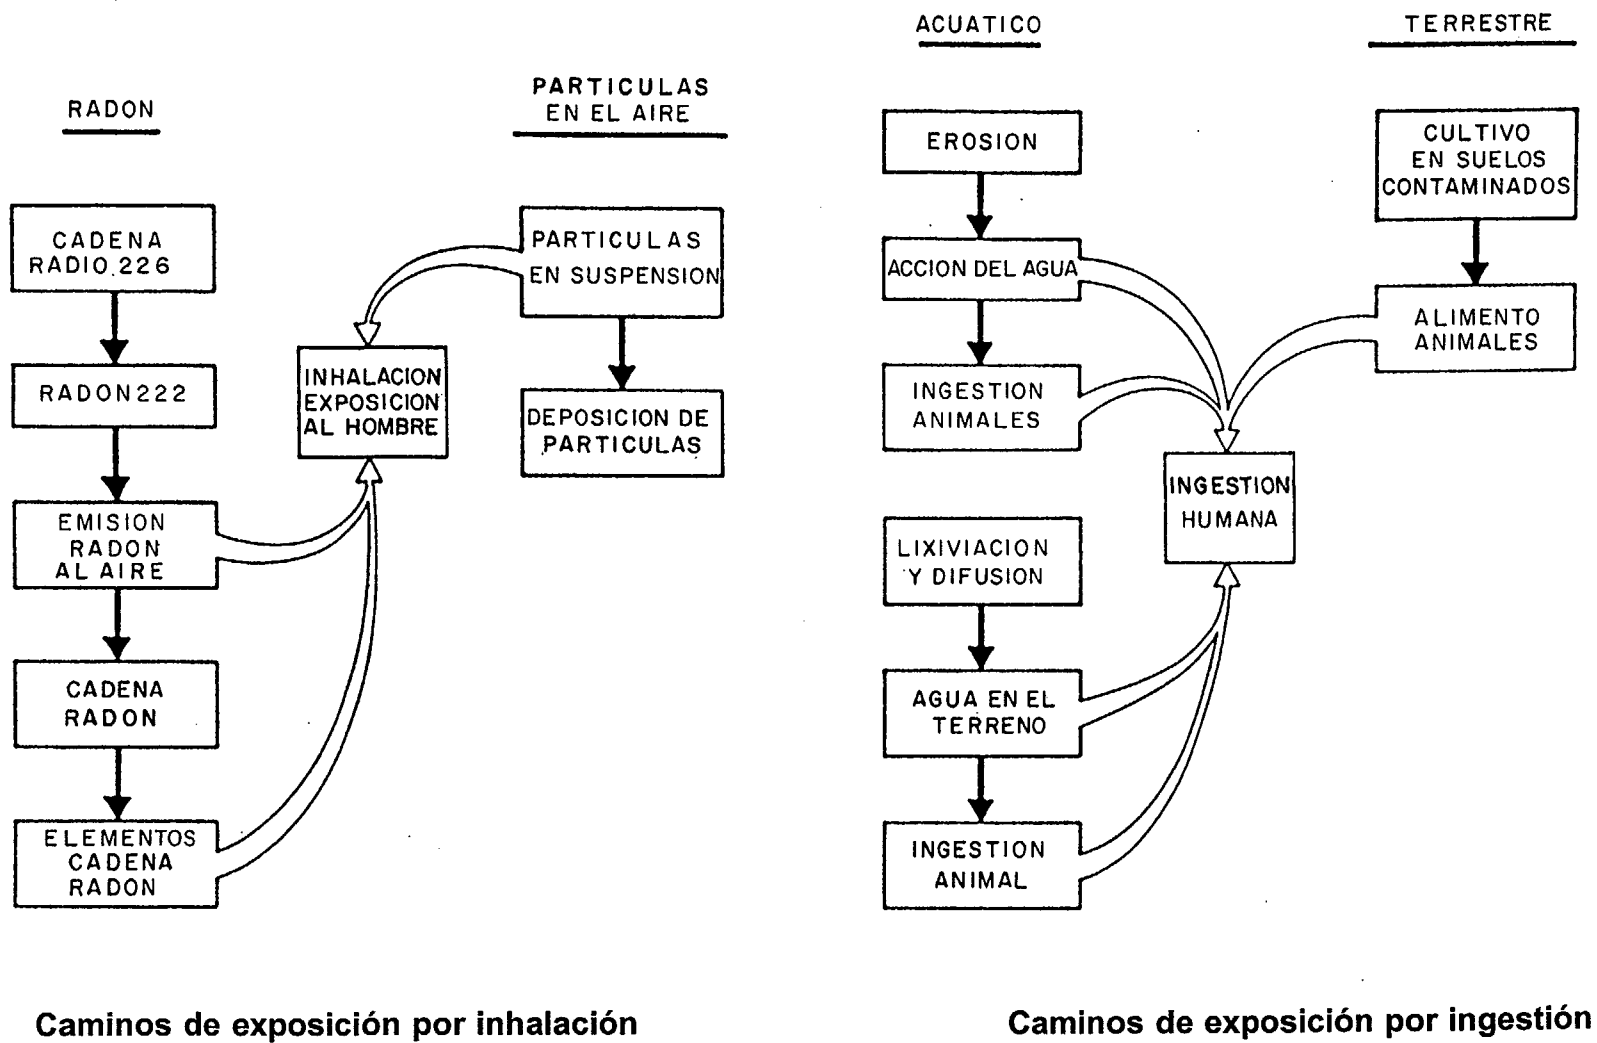 RADON
PARTICULAS
EN EL AIRE
CADENA
RADIO.226
RADON222
EMISION
RADON
AL AIRE
CADENA
RADON
ELEMENTOS
CADENA
RADON
INHALACION
EXPOSICION
AL HOMBRE
PARTICULAS
EN SUSPENSION
DEPOSICION DE
PARTICULAS
Caminos de exposición por inhalación
ACUATICO
TERRESTRE
EROSION
ACCION DEL AGUA
INGESTION
ANIMALES
LIXIVIACION
Y DIFUSION
AGUA EN EL
TERRENO
INGESTION
ANIMAL
INGESTION
HUMANA
CULTIVO
EN SUELOS
CONTAMINADOS
ALIMENTO
ANIMALES
Caminos de exposición por ingestión